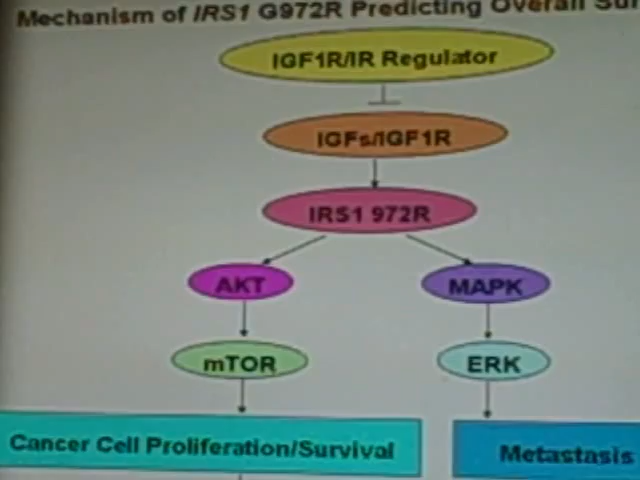 Mechanism of IRS1 G972R Predicting Overall
IGF1R/IR Regulator
IGFs/IGF1R
IRS1 972R
AKT
MAPK
mTOR
ERK
Cancer Cell Proliferation/Survival
Metastasis